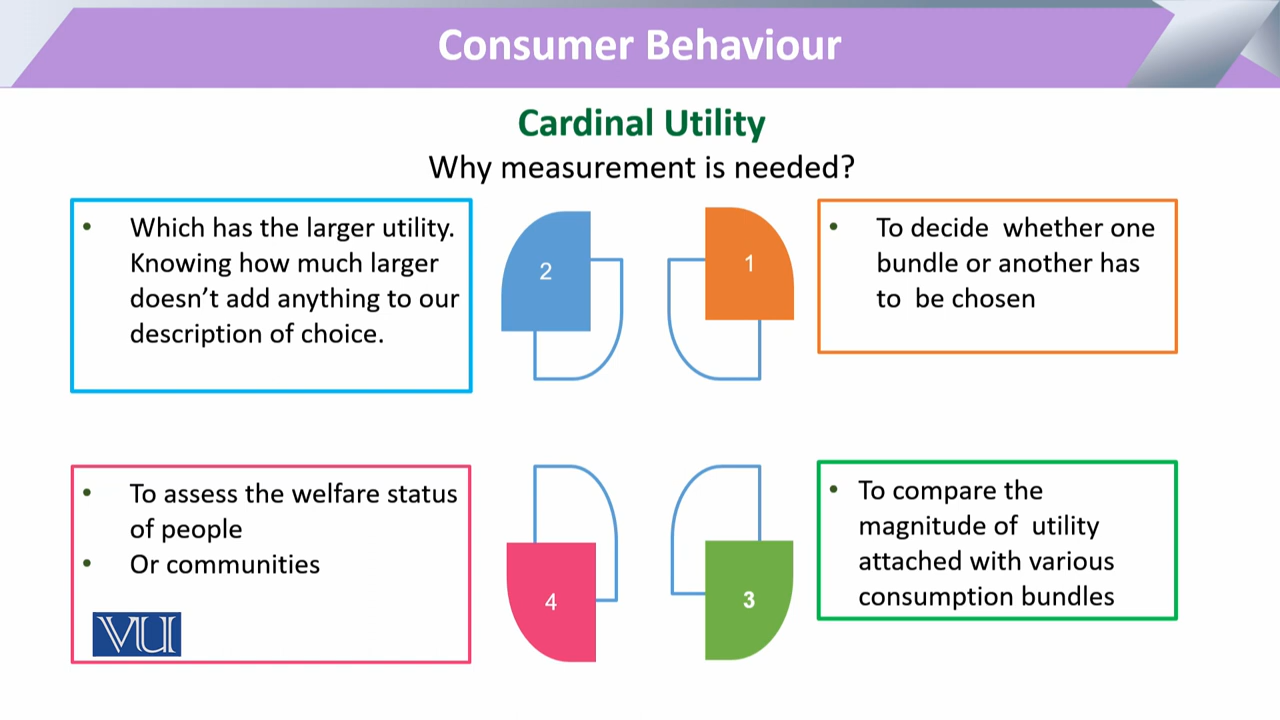 Consumer Behaviour
Cardinal Utility
Why measurement is needed?
1
• To decide whether one
bundle or another has
to be chosen
2
• Which has the larger utility.
Knowing how much larger
doesn’t add anything to our
description of choice.
3
• To compare the
magnitude of utility
attached with various
consumption bundles
4
• To assess the welfare status
of people
• Or communities
VU